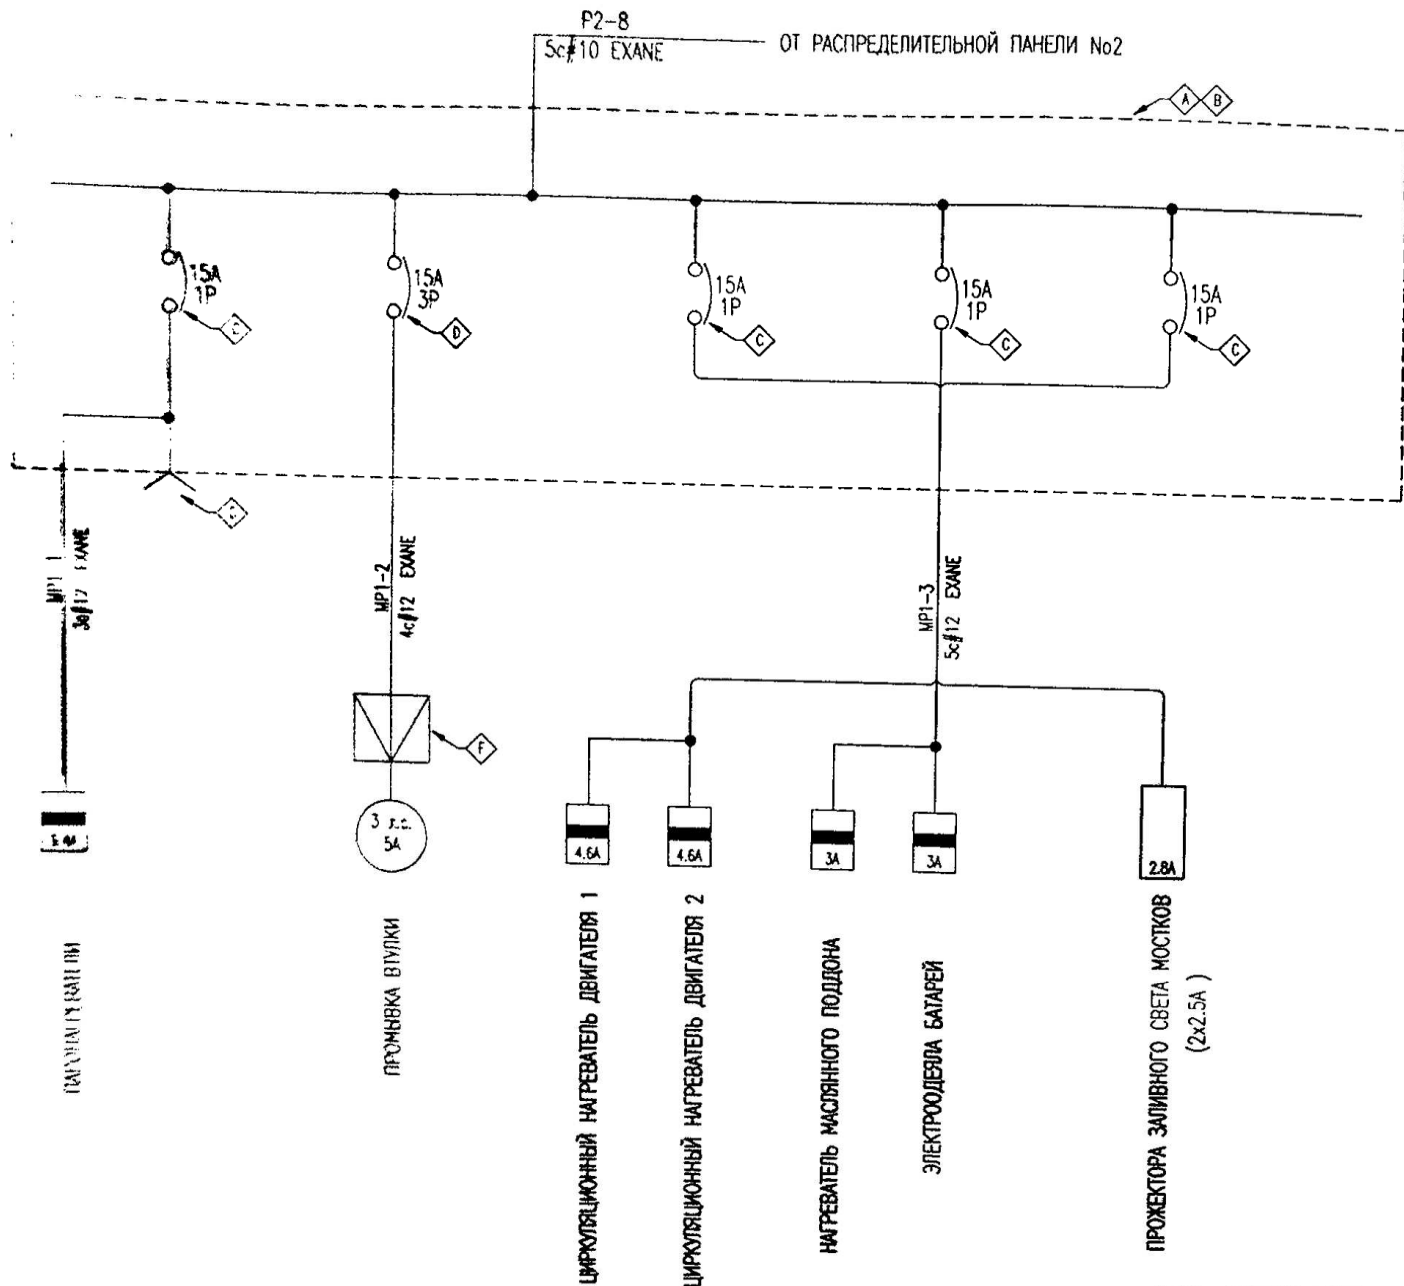 P2-8
5c#10 EXANE
ОТ РАСПРЕДЕЛИТЕЛЬНОЙ ПАНЕЛИ No2
A
B
15A
1P
15A
3P
D
15A
1P
C
15A
1P
C
15A
1P
C
MP1-2
4c#12 EXANE
MP1-3
5c#12 EXANE
F
3 л.с.
5A
4.6A
4.6A
3A
3A
2.8A
ПРОМЫВКА ВТУЛКИ
ЦИРКУЛЯЦИОННЫЙ НАГРЕВАТЕЛЬ ДВИГАТЕЛЯ 1
ЦИРКУЛЯЦИОННЫЙ НАГРЕВАТЕЛЬ ДВИГАТЕЛЯ 2
НАГРЕВАТЕЛЬ МАСЛЯННОГО ПОДДОНА
ЭЛЕКТРООДЕЯЛА БАТАРЕЙ
ПРОЖЕКТОРА ЗАЛИВНОГО СВЕТА МОСТКОВ
(2x2.5A )